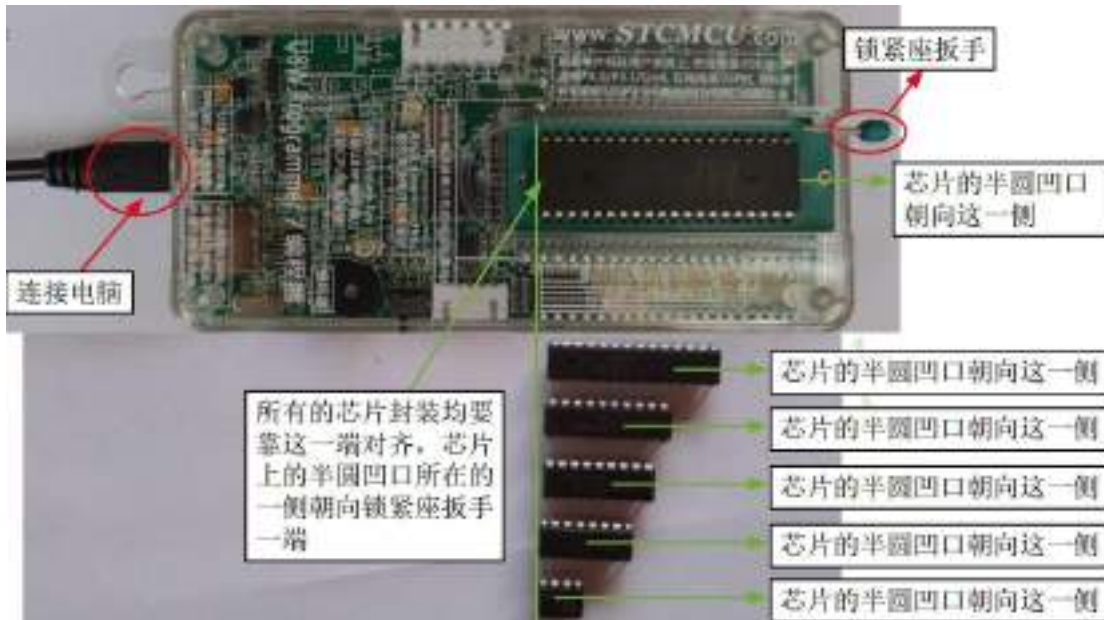 www.STCMCU.com
锁紧座扳手
芯片的半圆凹口
朝向这一侧
连接电脑
所有的芯片封装均要
靠这一端对齐，芯片
上的半圆凹口所在的
一侧朝向锁紧座扳手
一端
芯片的半圆凹口朝向这一侧
芯片的半圆凹口朝向这一侧
芯片的半圆凹口朝向这一侧
芯片的半圆凹口朝向这一侧
芯片的半圆凹口朝向这一侧